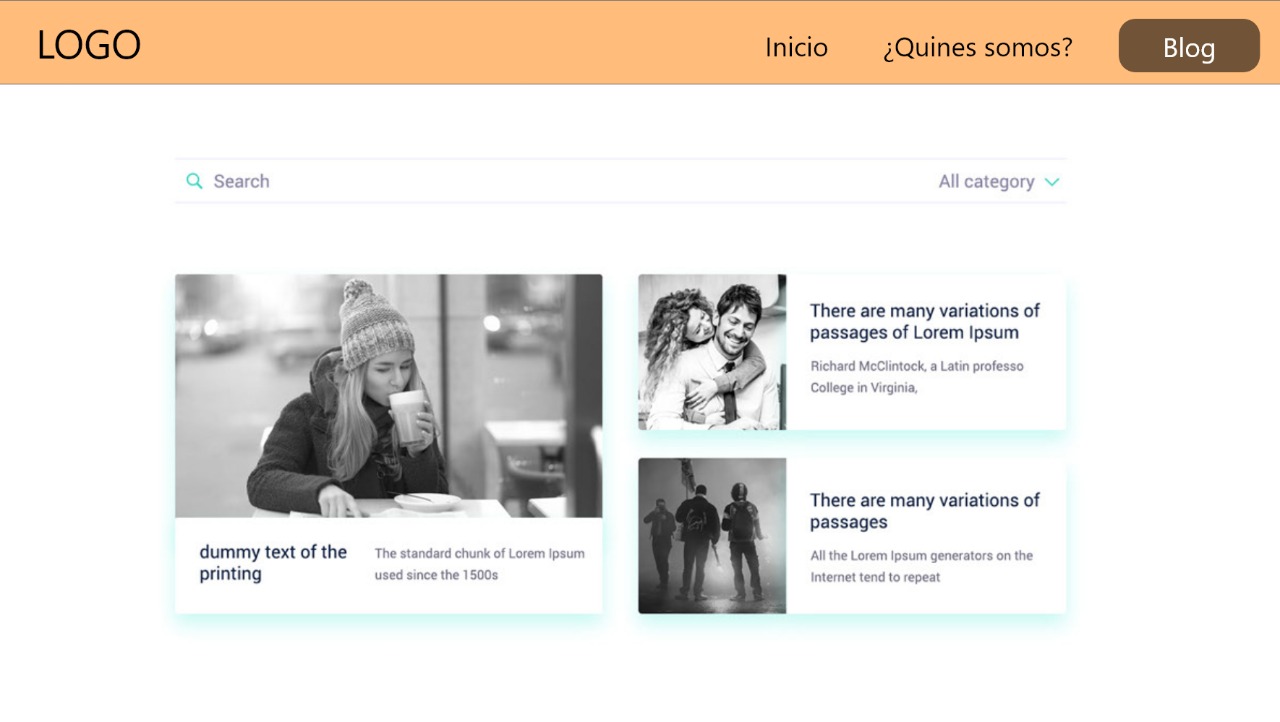 LOGO
Inicio
¿Quines somos?
Blog
Search
All category
dummy text of the
printing
The standard chunk of Lorem Ipsum
used since the 1500s
There are many variations of
passages of Lorem Ipsum
Richard McClintock, a Latin professo
College in Virginia,
There are many variations of
passages
All the Lorem Ipsum generators on the
Internet tend to repeat